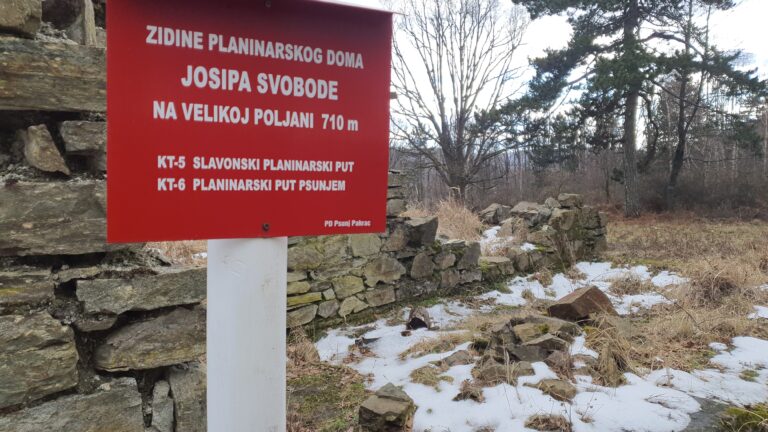 ZIDINE PLANINARSKOG DOMA
JOSIPA SVOBODE
NA VELIKOJ POLJANI 710 m
KT-5 SLAVONSKI PLANINARSKI PUT
KT-6 PLANINARSKI PUT PSUNJEM
PD Psunj Pakrac